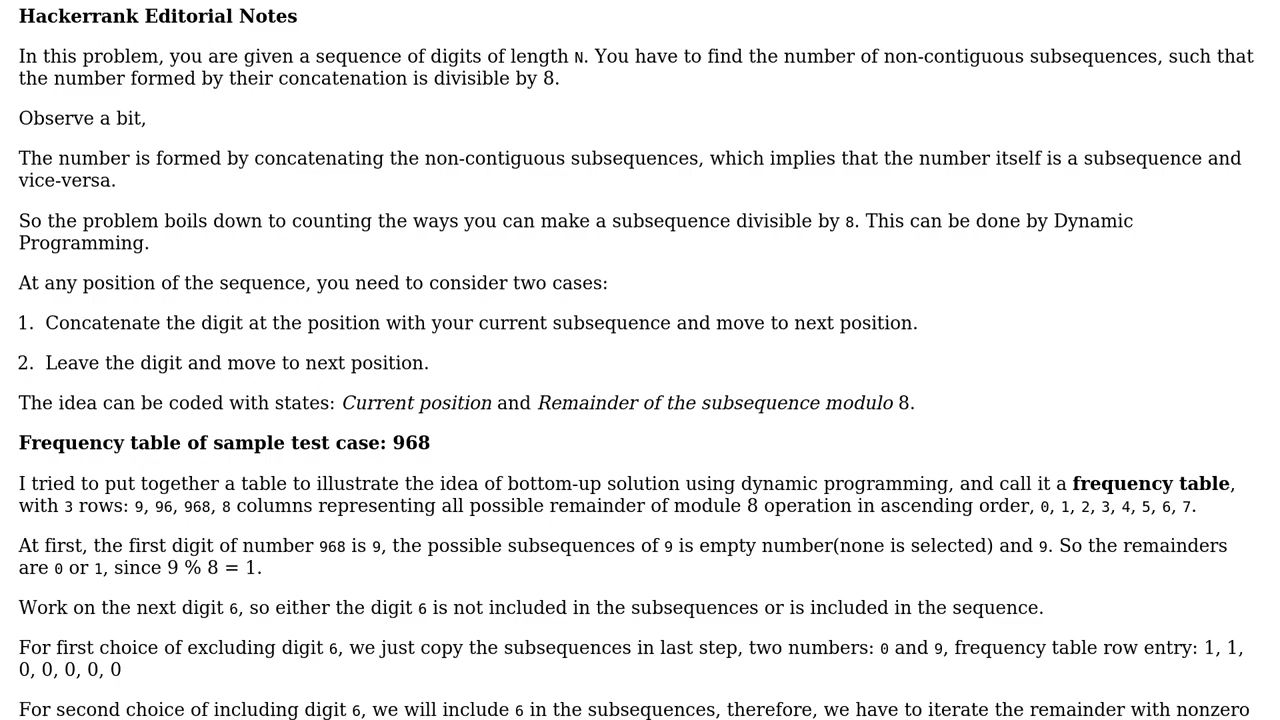 Hackerrank Editorial Notes
In this problem, you are given a sequence of digits of length N. You have to find the number of non-contiguous subsequences, such that
the number formed by their concatenation is divisible by 8.
Observe a bit,
The number is formed by concatenating the non-contiguous subsequences, which implies that the number itself is a subsequence and
vice-versa.
So the problem boils down to counting the ways you can make a subsequence divisible by 8. This can be done by Dynamic
Programming.
At any position of the sequence, you need to consider two cases:
1. Concatenate the digit at the position with your current subsequence and move to next position.
2. Leave the digit and move to next position.
The idea can be coded with states: Current position and Remainder of the subsequence modulo 8.
Frequency table of sample test case: 968
I tried to put together a table to illustrate the idea of bottom-up solution using dynamic programming, and call it a frequency table,
with 3 rows: 9, 96, 968, 8 columns representing all possible remainder of module 8 operation in ascending order, 0, 1, 2, 3, 4, 5, 6, 7.
At first, the first digit of number 968 is 9, the possible subsequences of 9 is empty number(none is selected) and 9. So the remainders
are 0 or 1, since 9 % 8 = 1.
Work on the next digit 6, so either the digit 6 is not included in the subsequences or is included in the sequence.
For first choice of excluding digit 6, we just copy the subsequences in last step, two numbers: 0 and 9, frequency table row entry: 1, 1,
0, 0, 0, 0, 0
For second choice of including digit 6, we will include 6 in the subsequences, therefore, we have to iterate the remainder with nonzero